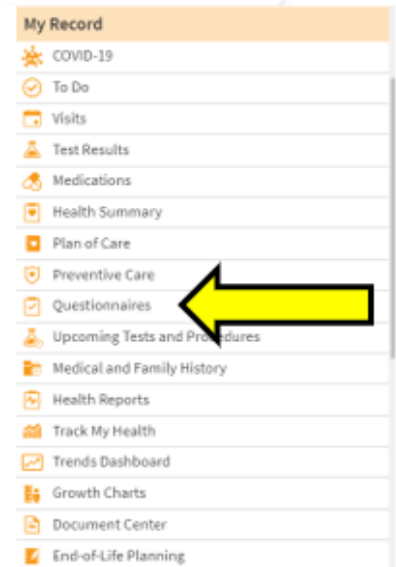 My Record
COVID-19
To Do
Visits
Test Results
Medications
Health Summary
Plan of Care
Preventive Care
Questionnaires
Upcoming Tests and Procedures
Medical and Family History
Health Reports
Track My Health
Trends Dashboard
Growth Charts
Document Center
End-of-Life Planning